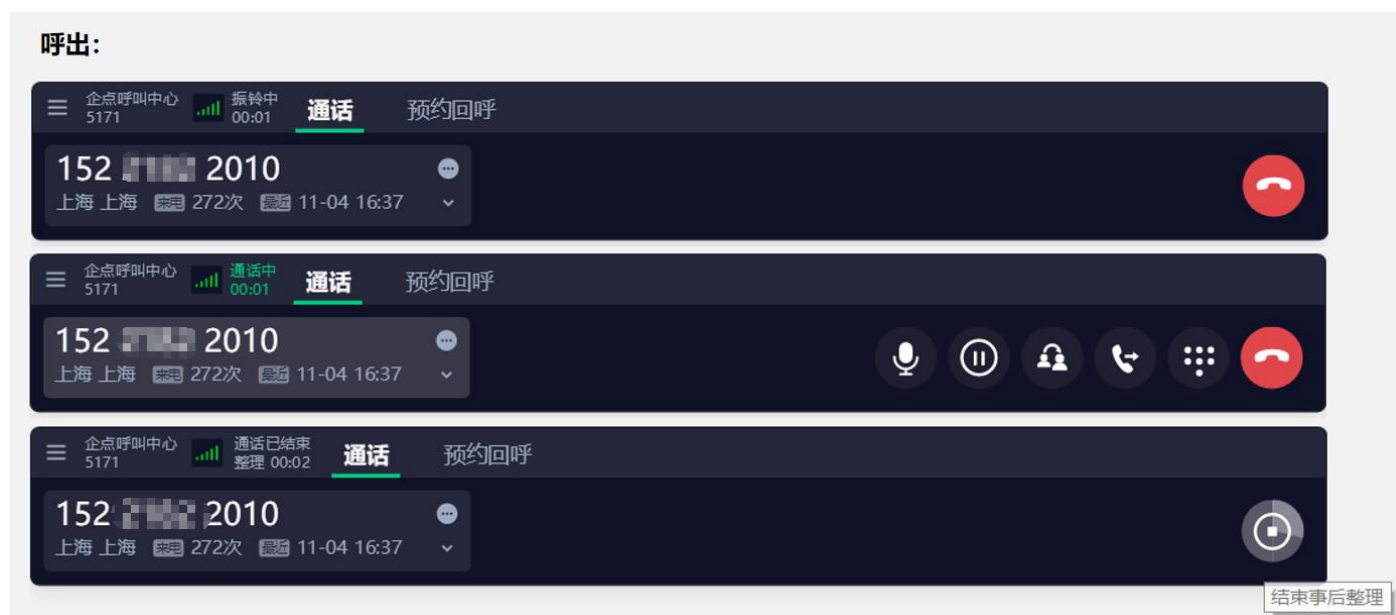 呼出：
企点呼叫中心 振铃中 通话 预约回呼
5171 00:01
152 2010
上海 上海 来电 272次 最近 11-04 16:37
企点呼叫中心 通话中 通话 预约回呼
5171 00:01
152 2010
上海 上海 来电 272次 最近 11-04 16:37
企点呼叫中心 通话已结束 通话 预约回呼
5171 整理 00:02
152 2010
上海 上海 来电 272次 最近 11-04 16:37
结束事后整理